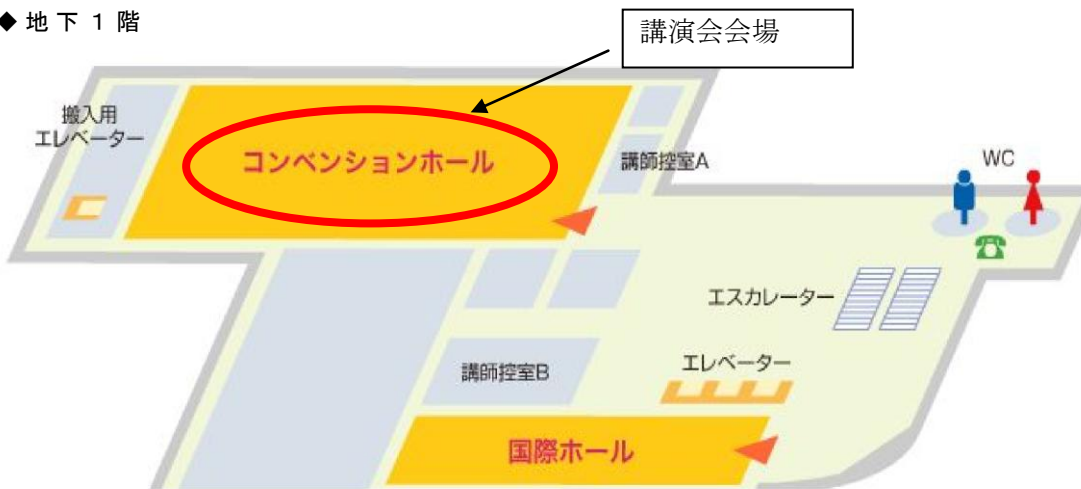 ◆地下１階
講演会会場
搬入用
エレベーター
コンベンションホール
講師控室A
WC
エスカレーター
エレベーター
講師控室B
国際ホール